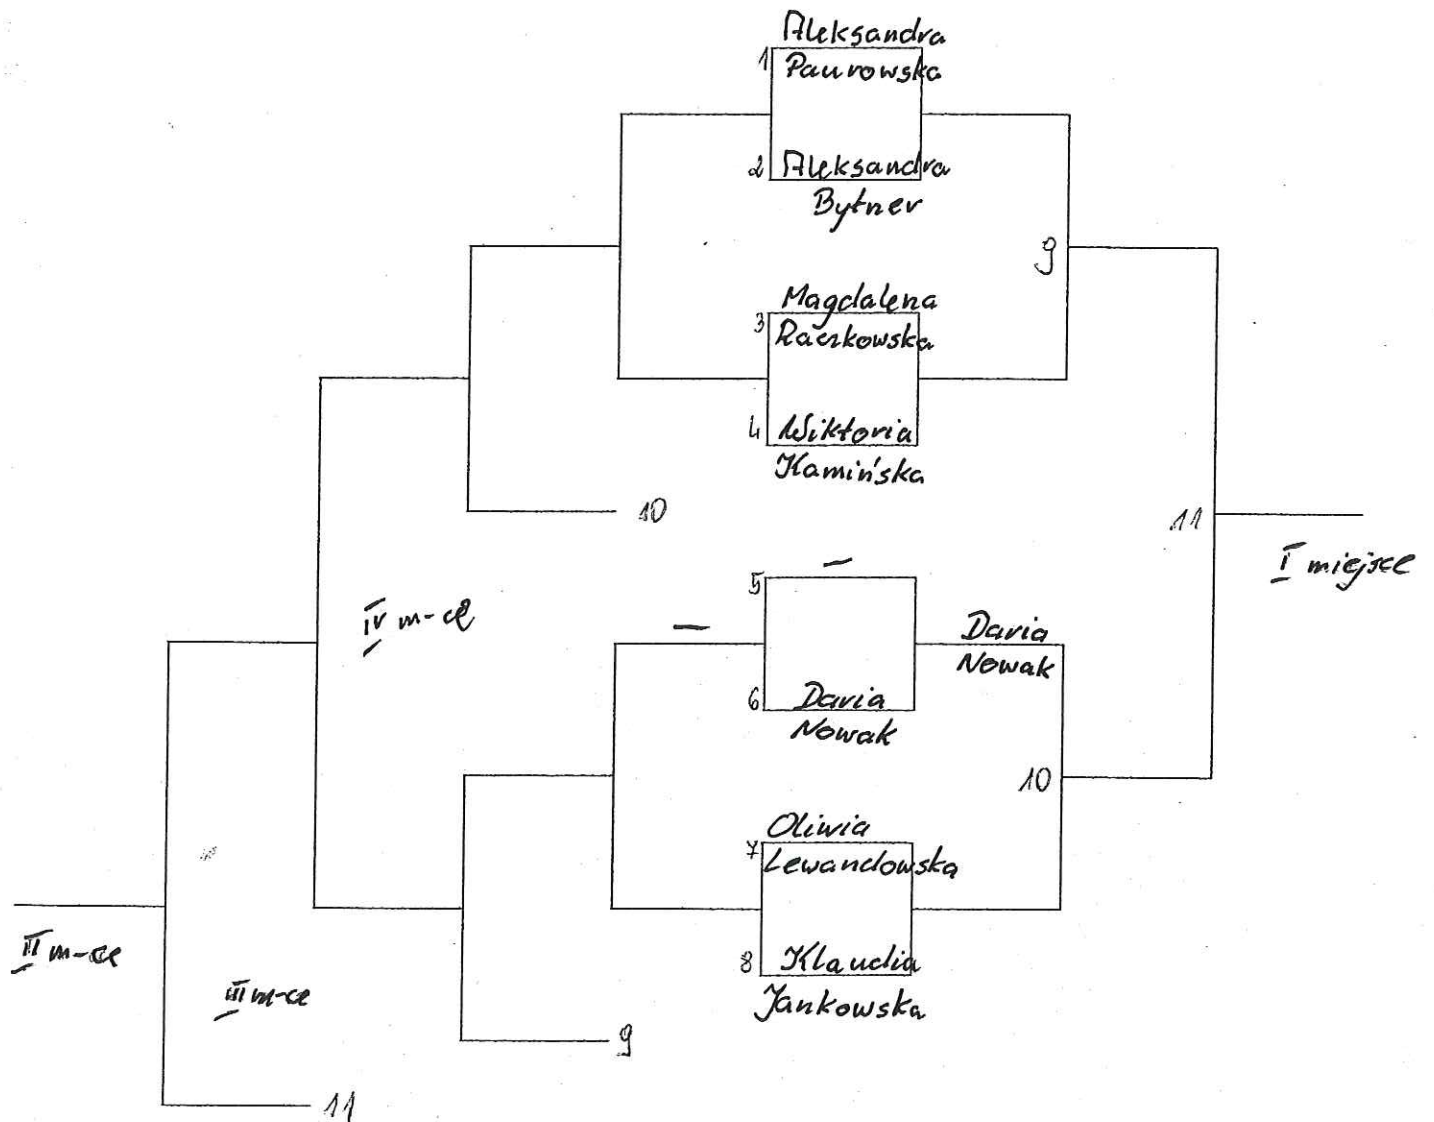 Aleksandra
1 Paurowska
2 Aleksandra
Bytner
9
Magdalena
3 Raczkowska
4 Wiktoria
Kamińska
10
11
I miejsce
5 –
IV m-ce
–
Daria
Nowak
6 Daria
Nowak
10
Oliwia
7 Lewandowska
8 Klaudia
Jankowska
II m-ce
III m-ce
9
11